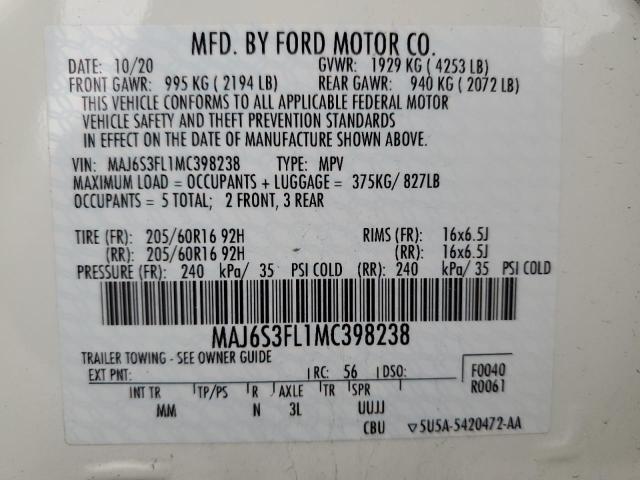 MFD. BY FORD MOTOR CO.
DATE: 10/20 GVWR: 1929 KG ( 4253 LB)
FRONT GAWR: 995 KG ( 2194 LB) REAR GAWR: 940 KG ( 2072 LB)
THIS VEHICLE CONFORMS TO ALL APPLICABLE FEDERAL MOTOR
VEHICLE SAFETY AND THEFT PREVENTION STANDARDS
IN EFFECT ON THE DATE OF MANUFACTURE SHOWN ABOVE.
VIN: MAJ6S3FL1MC398238 TYPE: MPV
MAXIMUM LOAD = OCCUPANTS + LUGGAGE = 375KG/ 827LB
OCCUPANTS = 5 TOTAL; 2 FRONT, 3 REAR
TIRE (FR): 205/60R16 92H RIMS (FR): 16x6.5J
(RR): 205/60R16 92H (RR): 16x6.5J
PRESSURE (FR): 240 kPa/ 35 PSI COLD (RR): 240 kPa/ 35 PSI COLD
MAJ6S3FL1MC398238
TRAILER TOWING - SEE OWNER GUIDE
EXT PNT: RC: 56 DSO: F0040
R0061
INT TR TP/PS R AXLE TR SPR
MM N 3L UUJJ
CBU ▽5U5A-5420472-AA